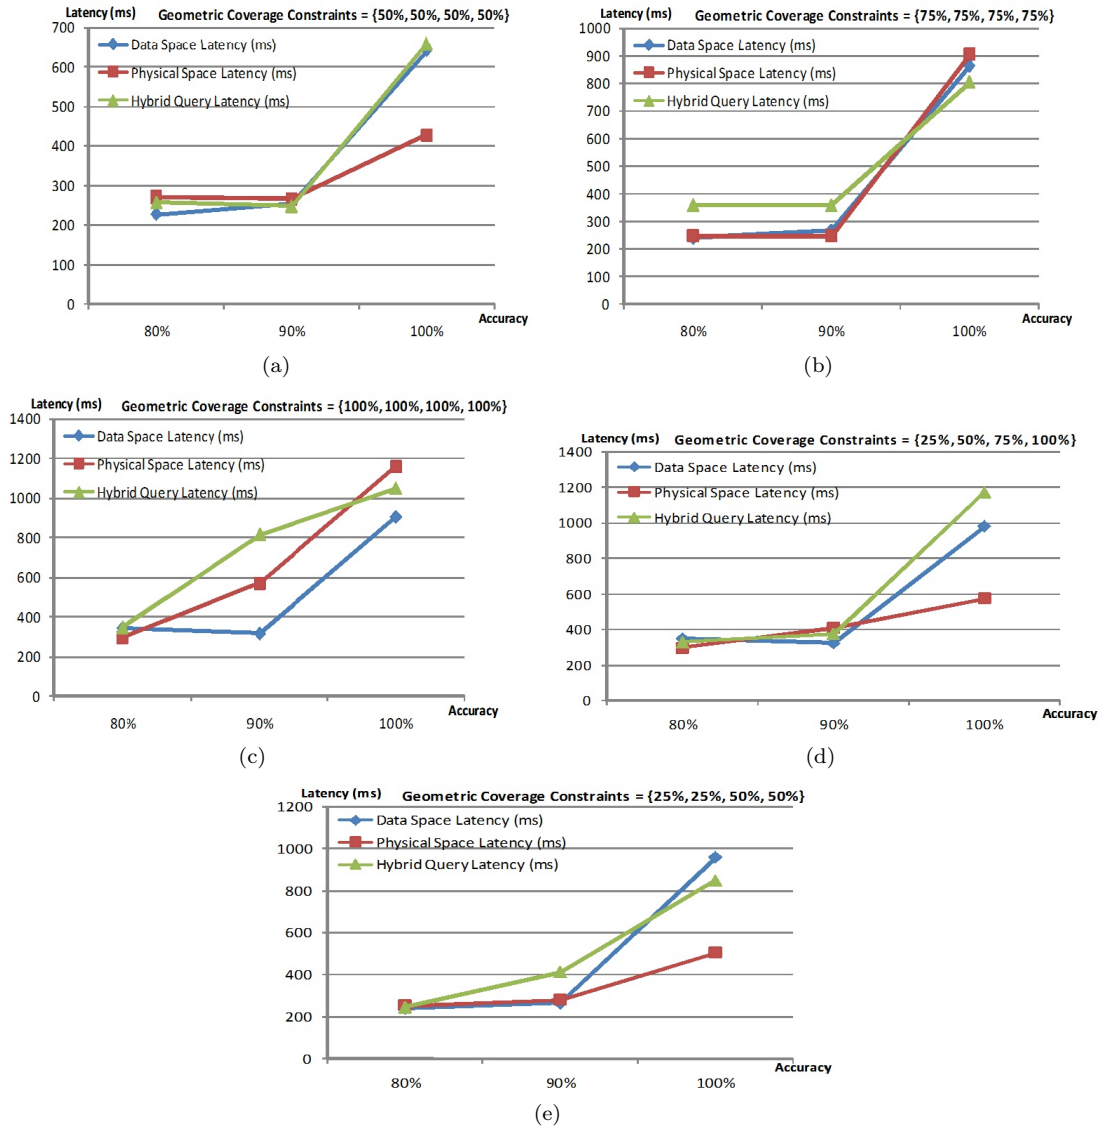 Latency (ms) Geometric Coverage Constraints = {50%, 50%, 50%, 50%}
700
600
500
400
300
200
100
0
Data Space Latency (ms)
Physical Space Latency (ms)
Hybrid Query Latency (ms)
80% 90% 100% Accuracy
(a)
Latency (ms) Geometric Coverage Constraints = {75%, 75%, 75%, 75%}
1000
900
800
700
600
500
400
300
200
100
0
Data Space Latency (ms)
Physical Space Latency (ms)
Hybrid Query Latency (ms)
80% 90% 100% Accuracy
(b)
Latency (ms) Geometric Coverage Constraints = {100%, 100%, 100%, 100%}
1400
1200
1000
800
600
400
200
0
Data Space Latency (ms)
Physical Space Latency (ms)
Hybrid Query Latency (ms)
80% 90% 100% Accuracy
(c)
Latency (ms) Geometric Coverage Constraints = {25%, 50%, 75%, 100%}
1400
1200
1000
800
600
400
200
0
Data Space Latency (ms)
Physical Space Latency (ms)
Hybrid Query Latency (ms)
80% 90% 100% Accuracy
(d)
Latency (ms) Geometric Coverage Constraints = {25%, 25%, 50%, 50%}
1200
1000
800
600
400
200
0
Data Space Latency (ms)
Physical Space Latency (ms)
Hybrid Query Latency (ms)
80% 90% 100% Accuracy
(e)